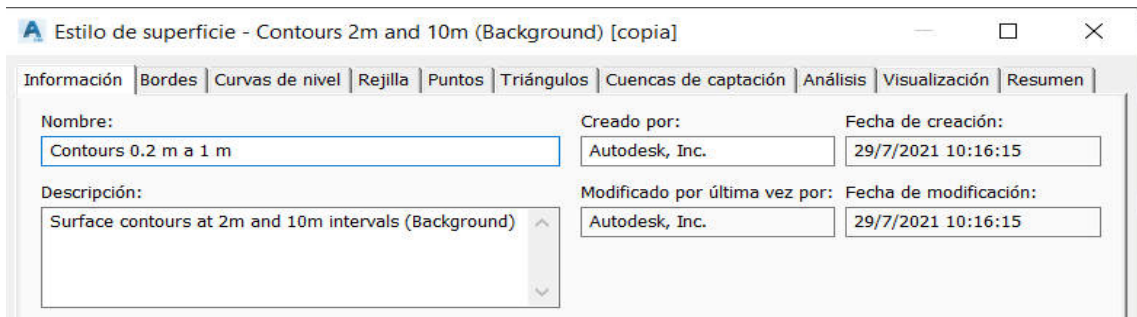 Estilo de superficie - Contours 2m and 10m (Background) [copia]
Información Bordes Curvas de nivel Rejilla Puntos Triángulos Cuencas de captación Análisis Visualización Resumen
Nombre: Creado por: Fecha de creación:
Contours 0.2 m a 1 m Autodesk, Inc. 29/7/2021 10:16:15
Descripción: Modificado por última vez por: Fecha de modificación:
Surface contours at 2m and 10m intervals (Background) Autodesk, Inc. 29/7/2021 10:16:15